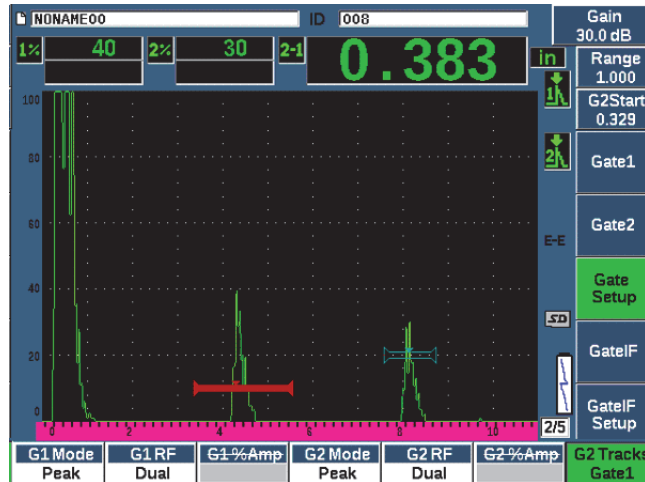 NONAME00 ID 008
Gain
30.0 dB
1% 40 2% 30 2-1 0.383 in
Range
1.000
G2Start
0.329
Gate1
Gate2
Gate
Setup
GateIF
GateIF
Setup
1
2
E-E
SD
2/5
100
80
60
40
20
0
0 2 4 6 8 10
G1 Mode
Peak
G1 RF
Dual
G1 %Amp
G2 Mode
Peak
G2 RF
Dual
G2 %Amp
G2 Tracks
Gate1